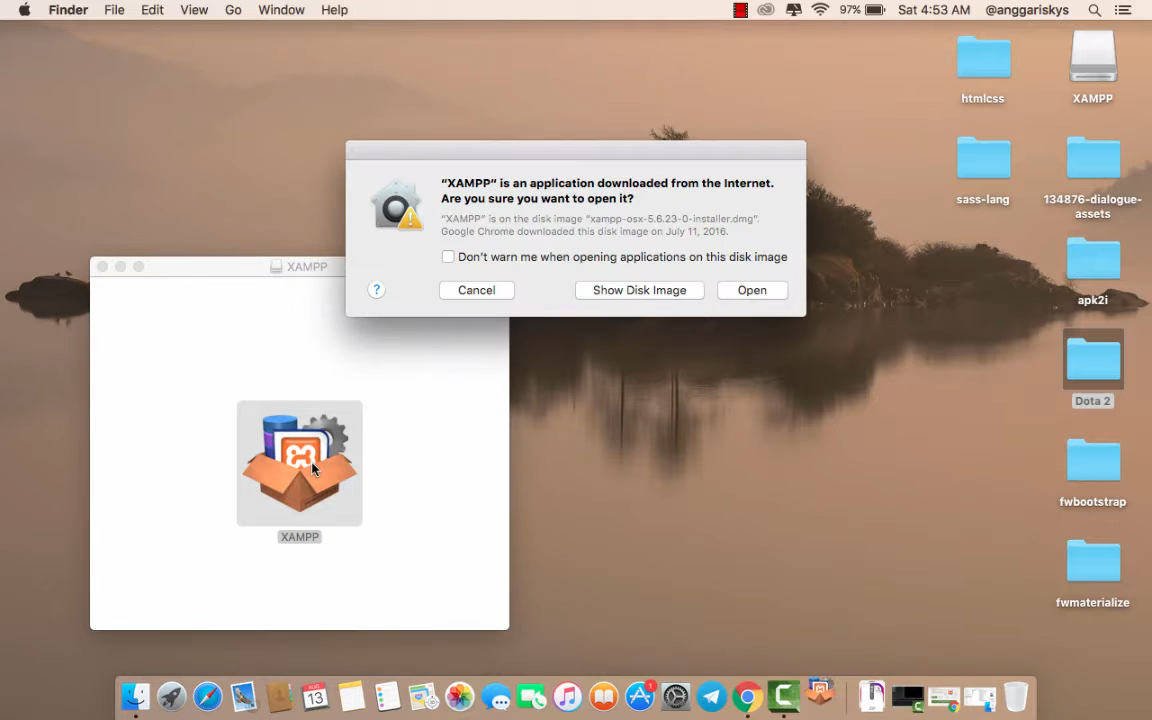 Finder File Edit View Go Window Help
97% Sat 4:53 AM @anggariskys
htmlcss
XAMPP
sass-lang
134876-dialogue-
assets
apk2i
Dota 2
fwbootstrap
fwmaterialize
“XAMPP” is an application downloaded from the Internet.
Are you sure you want to open it?
“XAMPP” is on the disk image “xampp-osx-5.6.23-0-installer.dmg”.
Google Chrome downloaded this disk image on July 11, 2016.
Don’t warn me when opening applications on this disk image
? Cancel Show Disk Image Open
XAMPP
XAMPP
AUG
13
1